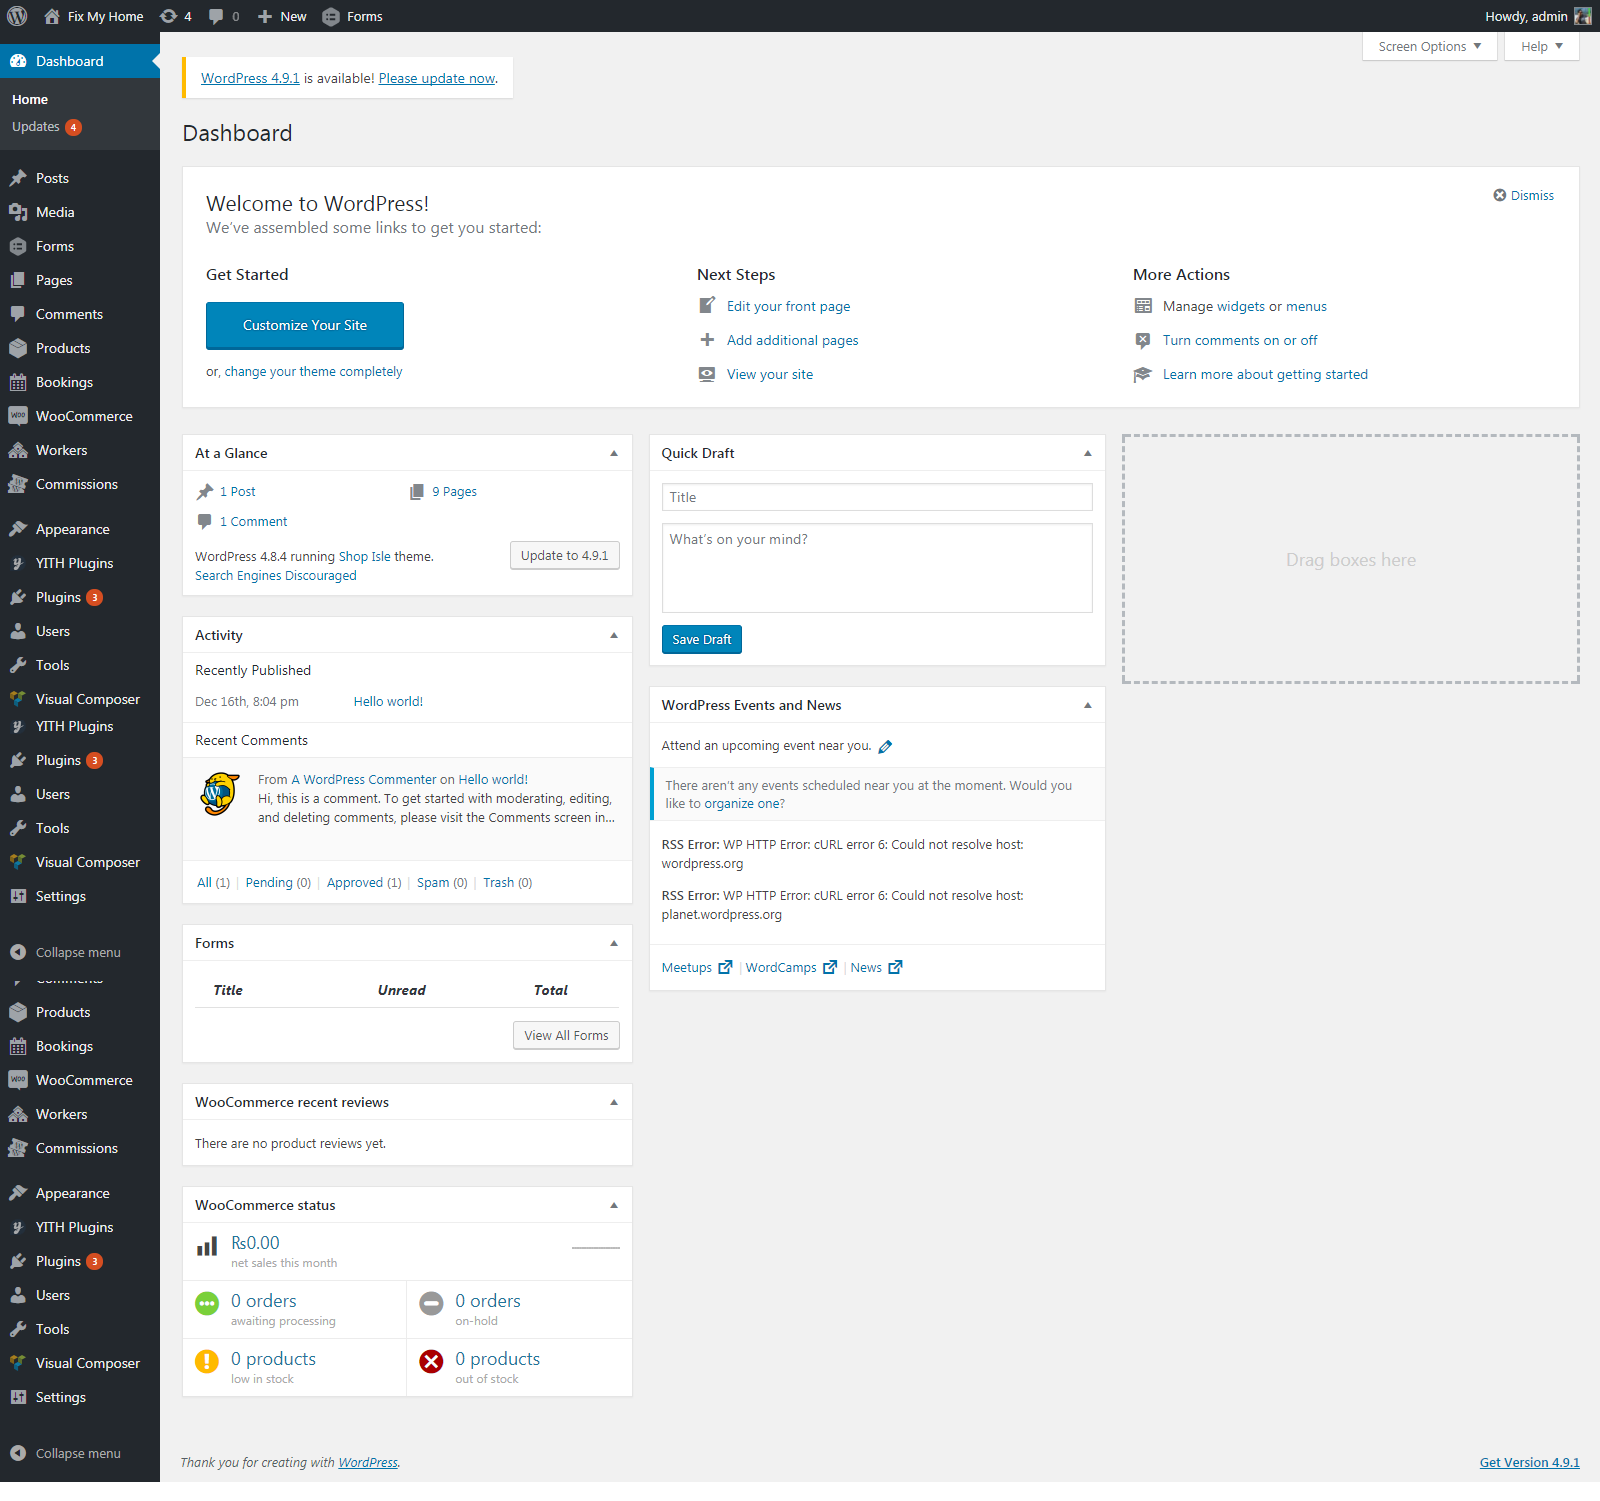 Fix My Home 4 0 New Forms Howdy, admin
Dashboard
Home
Updates 4
Posts
Media
Forms
Pages
Comments
Products
Bookings
WooCommerce
Workers
Commissions
Appearance
YITH Plugins
Plugins 3
Users
Tools
Visual Composer
YITH Plugins
Plugins 3
Users
Tools
Visual Composer
Settings
Collapse menu
Comments
Products
Bookings
WooCommerce
Workers
Commissions
Appearance
YITH Plugins
Plugins 3
Users
Tools
Visual Composer
Settings
Collapse menu
Screen Options Help
WordPress 4.9.1 is available! Please update now.
Dashboard
Welcome to WordPress!
Dismiss
We've assembled some links to get you started:
Get Started
Customize Your Site
or, change your theme completely
Next Steps
Edit your front page
Add additional pages
View your site
More Actions
Manage widgets or menus
Turn comments on or off
Learn more about getting started
At a Glance
1 Post 9 Pages
1 Comment
WordPress 4.8.4 running Shop Isle theme.
Update to 4.9.1
Search Engines Discouraged
Activity
Recently Published
Dec 16th, 8:04 pm Hello world!
Recent Comments
From A WordPress Commenter on Hello world!
Hi, this is a comment. To get started with moderating, editing,
and deleting comments, please visit the Comments screen in...
All (1) | Pending (0) | Approved (1) | Spam (0) | Trash (0)
Forms
Title Unread Total
View All Forms
WooCommerce recent reviews
There are no product reviews yet.
WooCommerce status
₨0.00
net sales this month
0 orders
awaiting processing
0 orders
on-hold
0 products
low in stock
0 products
out of stock
Quick Draft
Title
What's on your mind?
Save Draft
WordPress Events and News
Attend an upcoming event near you.
There aren't any events scheduled near you at the moment. Would you
like to organize one?
RSS Error: WP HTTP Error: cURL error 6: Could not resolve host:
wordpress.org
RSS Error: WP HTTP Error: cURL error 6: Could not resolve host:
planet.wordpress.org
Meetups | WordCamps | News
Drag boxes here
Thank you for creating with WordPress.
Get Version 4.9.1